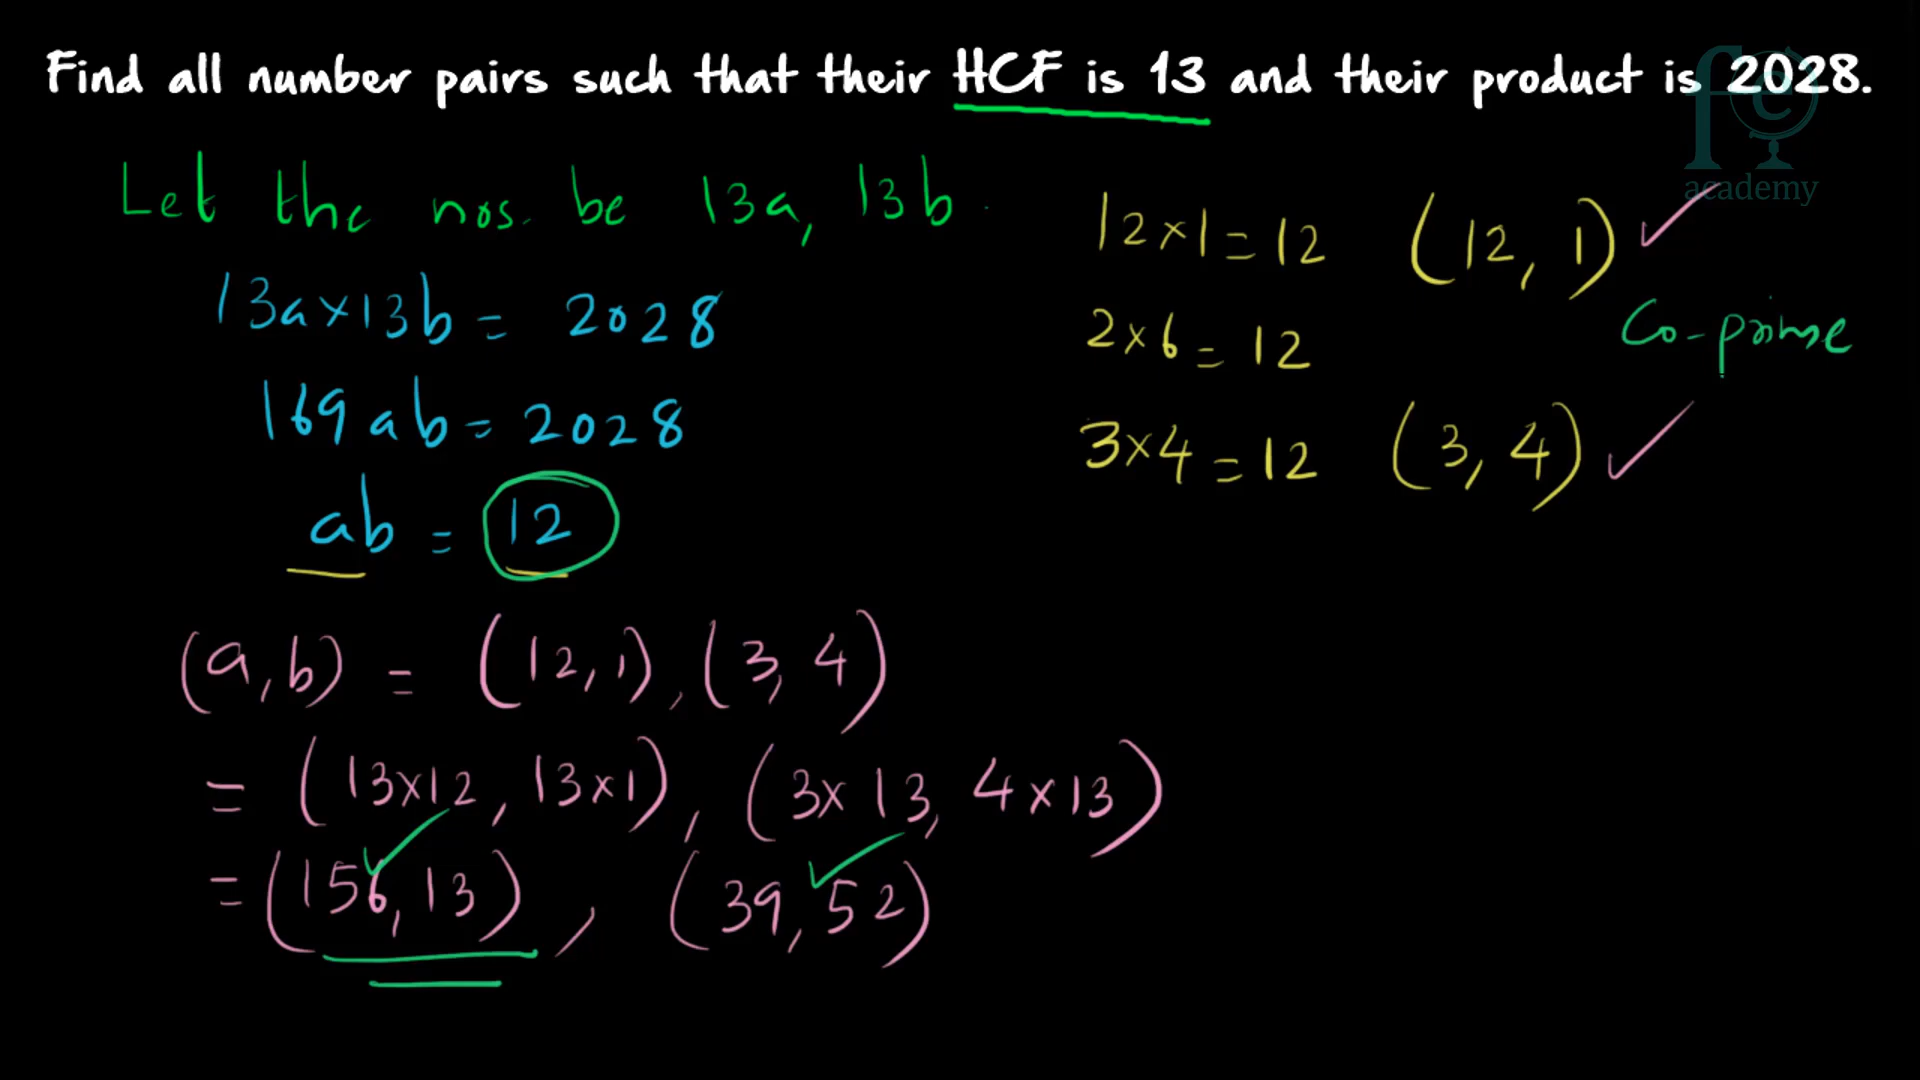 Find all number pairs such that their HCF is 13 and their product is 2028.
fe
academy
Let the nos. be 13a, 13b.
13a×13b = 2028
169ab = 2028
ab = 12
12×1 = 12 (12, 1) ✓
Co-prime
2×6 = 12
3×4 = 12 (3, 4) ✓
(a, b) = (12, 1), (3, 4)
= (13×12, 13×1), (3×13, 4×13)
= (156, 13), (39, 52)